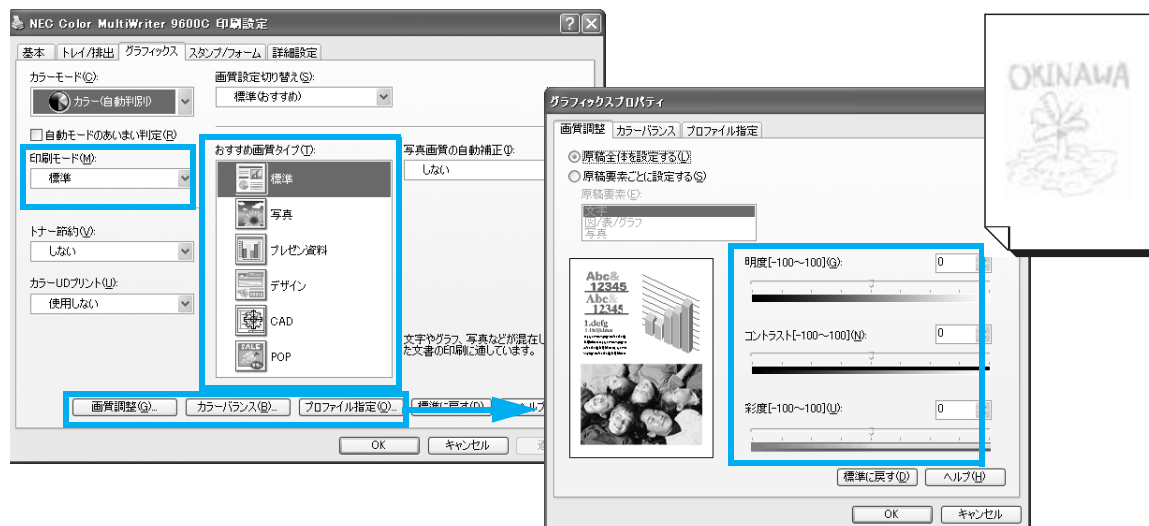 NEC Color MultiWriter 9600C 印刷設定
基本 トレイ/排出 グラフィックス スタンプ/フォーム 詳細設定
カラーモード(C):
カラー(自動判別)
自動モードのあいまい判定(R)
印刷モード(M):
標準
トナー節約(V):
しない
カラーUDプリント(U):
使用しない
画質設定切り替え(S):
標準(おすすめ)
おすすめ画質タイプ(T):
標準
写真
プレゼン資料
デザイン
CAD
POP
写真画質の自動補正(I):
しない
文字やグラフ、写真などが混在し
た文書の印刷に適しています。
画質調整(G)... カラーバランス(B)... プロファイル指定(O)... 標準に戻す(D) ヘルプ
OK キャンセル
グラフィックスプロパティ
画質調整 カラーバランス プロファイル指定
原稿全体を設定する(L)
原稿要素ごとに設定する(S)
原稿要素(E):
文字
図/表/グラフ
写真
Abc&
12345
Abc&
12345
1.defg
明度[-100～100](G): 0
コントラスト[-100～100](N): 0
彩度[-100～100](U): 0
標準に戻す(D) ヘルプ(H)
OK キャンセル
OKINAWA